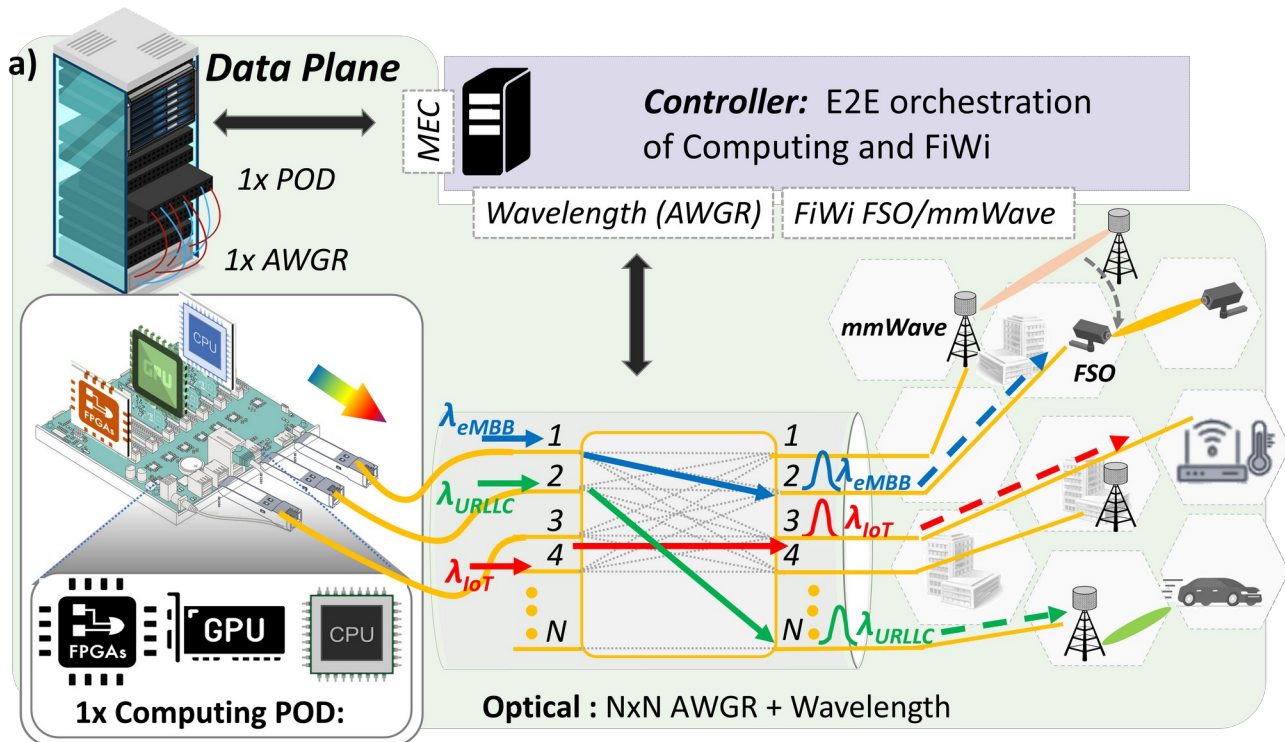 a)
Data Plane
1x POD
1x AWGR
MEC
Controller: E2E orchestration
of Computing and FiWi
Wavelength (AWGR)
FiWi FSO/mmWave
mmWave
FSO
CPU
GPU
FPGAs
λeMBB
1
2
λURLLC
3
4
λIoT
N
1
2
λeMBB
3
λIoT
4
N
λURLLC
FPGAs
GPU
CPU
1x Computing POD:
Optical : NxN AWGR + Wavelength